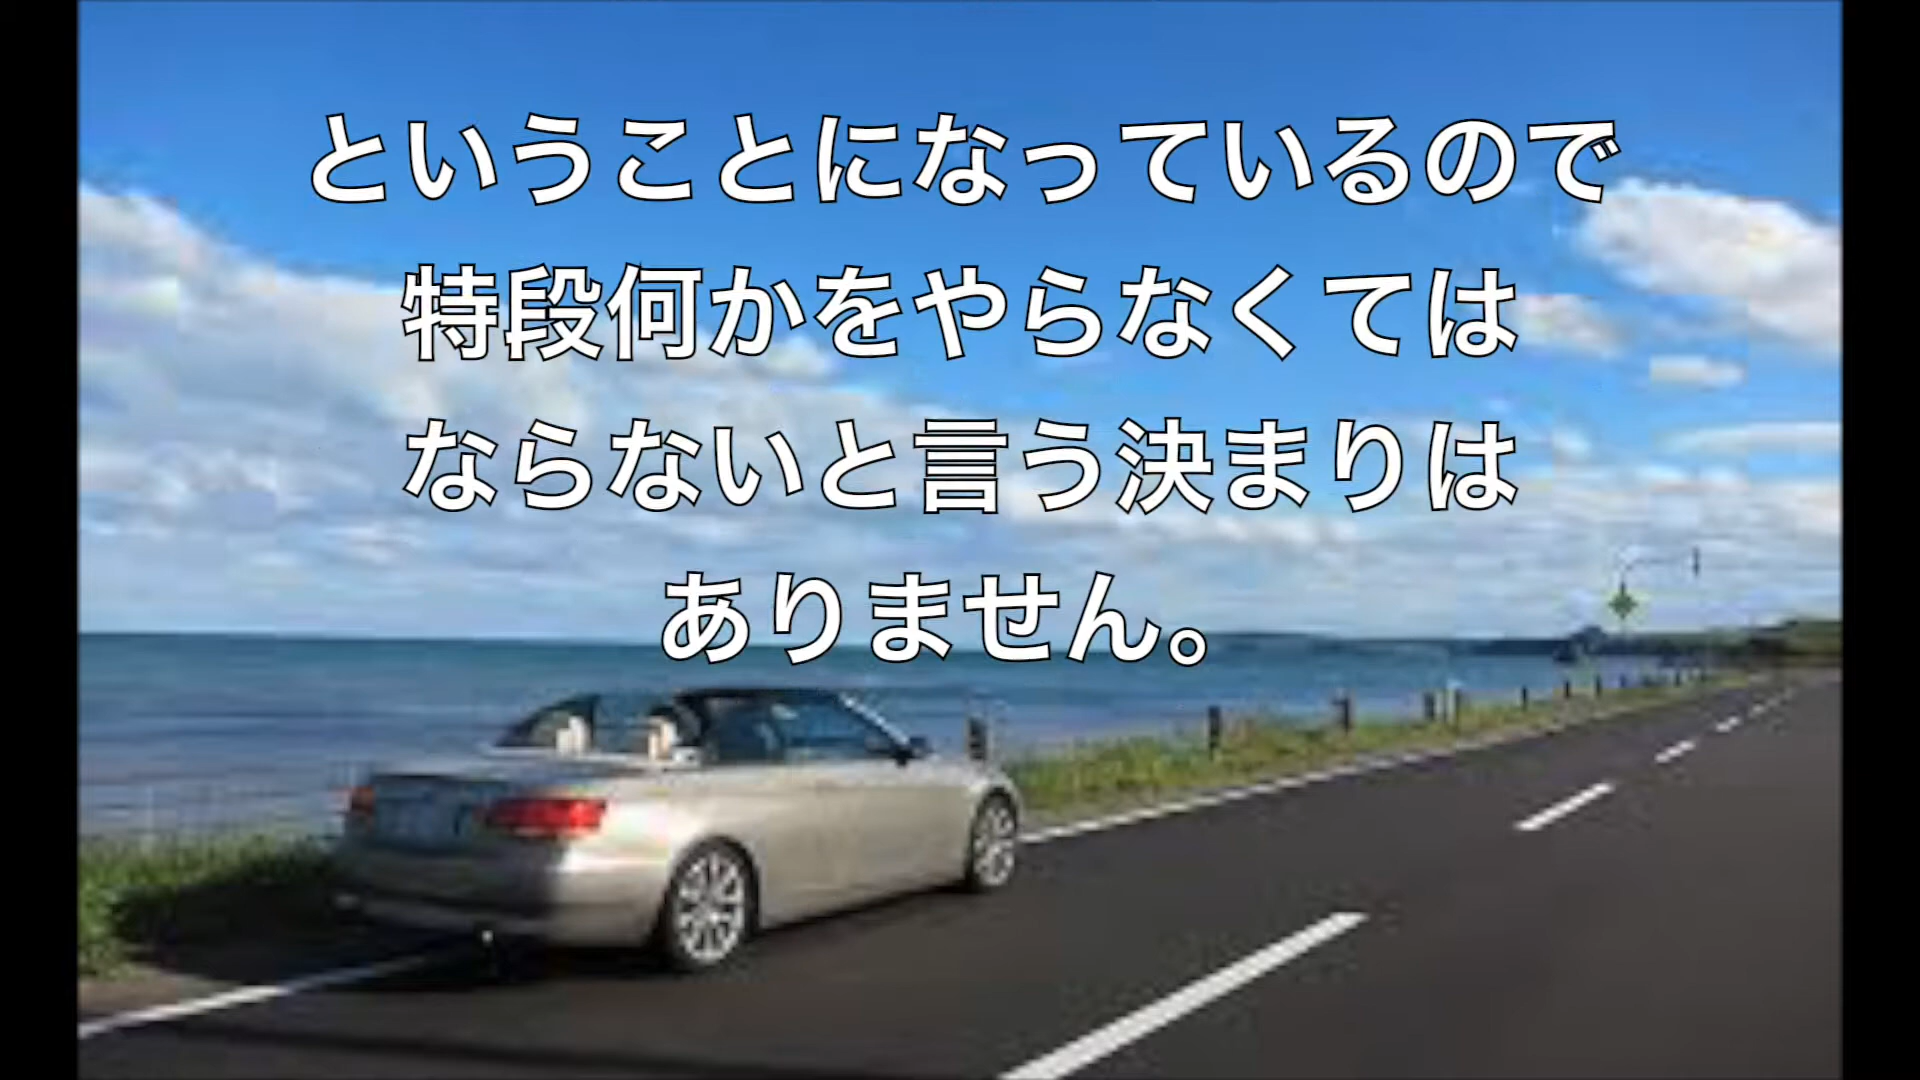 ということになっているので
特段何かをやらなくては
ならないと言う決まりは
ありません。